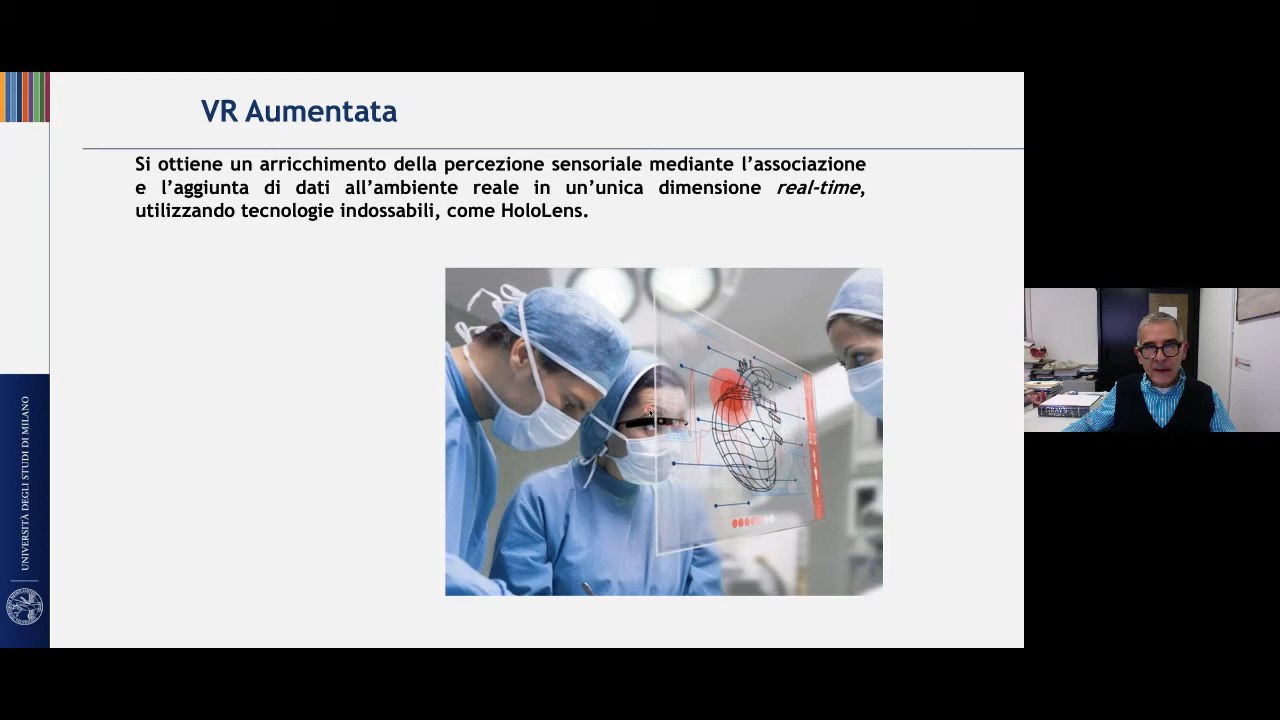 VR Aumentata
Si ottiene un arricchimento della percezione sensoriale mediante l’associazione
e l’aggiunta di dati all’ambiente reale in un’unica dimensione real-time,
utilizzando tecnologie indossabili, come HoloLens.
UNIVERSITÀ DEGLI STUDI DI MILANO